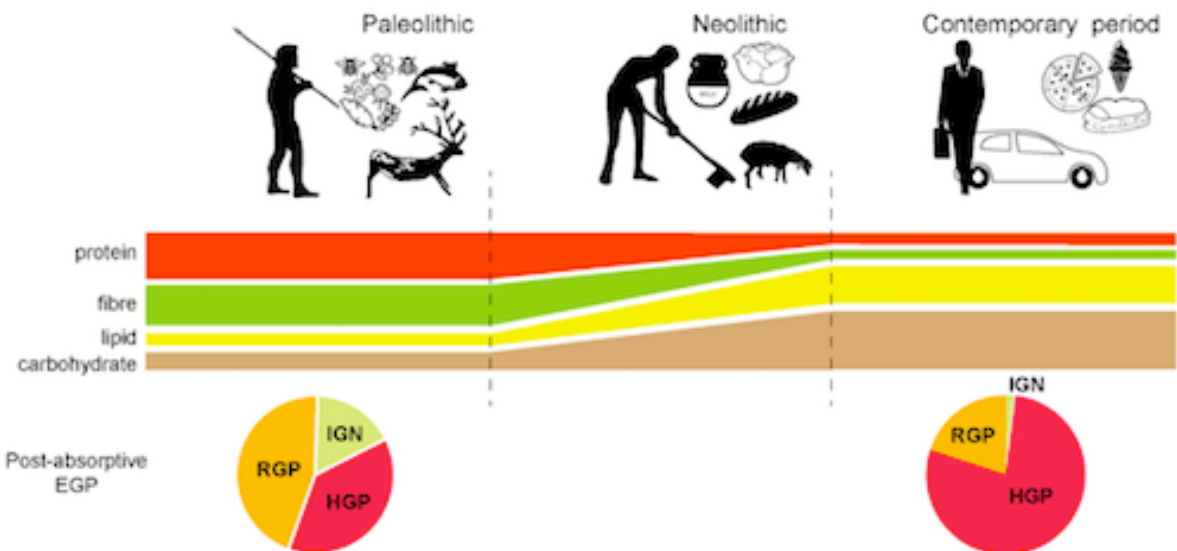 Paleolithic
Neolithic
Contemporary period
protein
fibre
lipid
carbohydrate
Post-absorptive
EGP
RGP
IGN
HGP
IGN
RGP
HGP